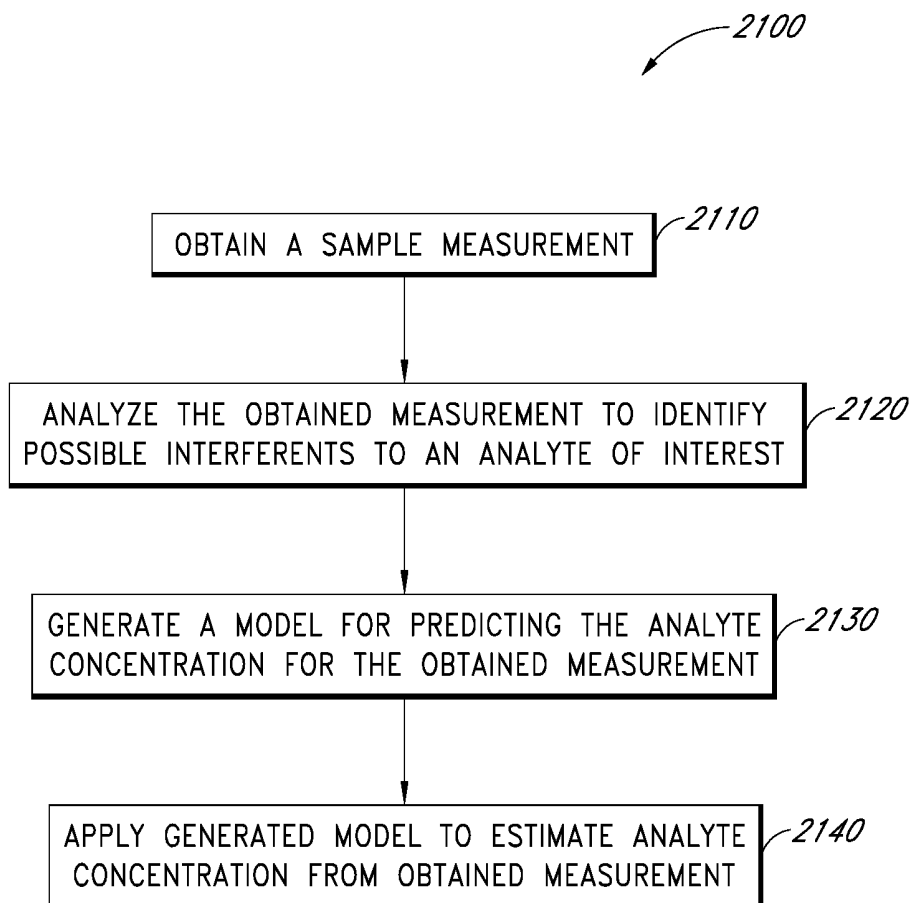 2100
OBTAIN A SAMPLE MEASUREMENT
2110
ANALYZE THE OBTAINED MEASUREMENT TO IDENTIFY
POSSIBLE INTERFERENTS TO AN ANALYTE OF INTEREST
2120
GENERATE A MODEL FOR PREDICTING THE ANALYTE
CONCENTRATION FOR THE OBTAINED MEASUREMENT
2130
APPLY GENERATED MODEL TO ESTIMATE ANALYTE
CONCENTRATION FROM OBTAINED MEASUREMENT
2140